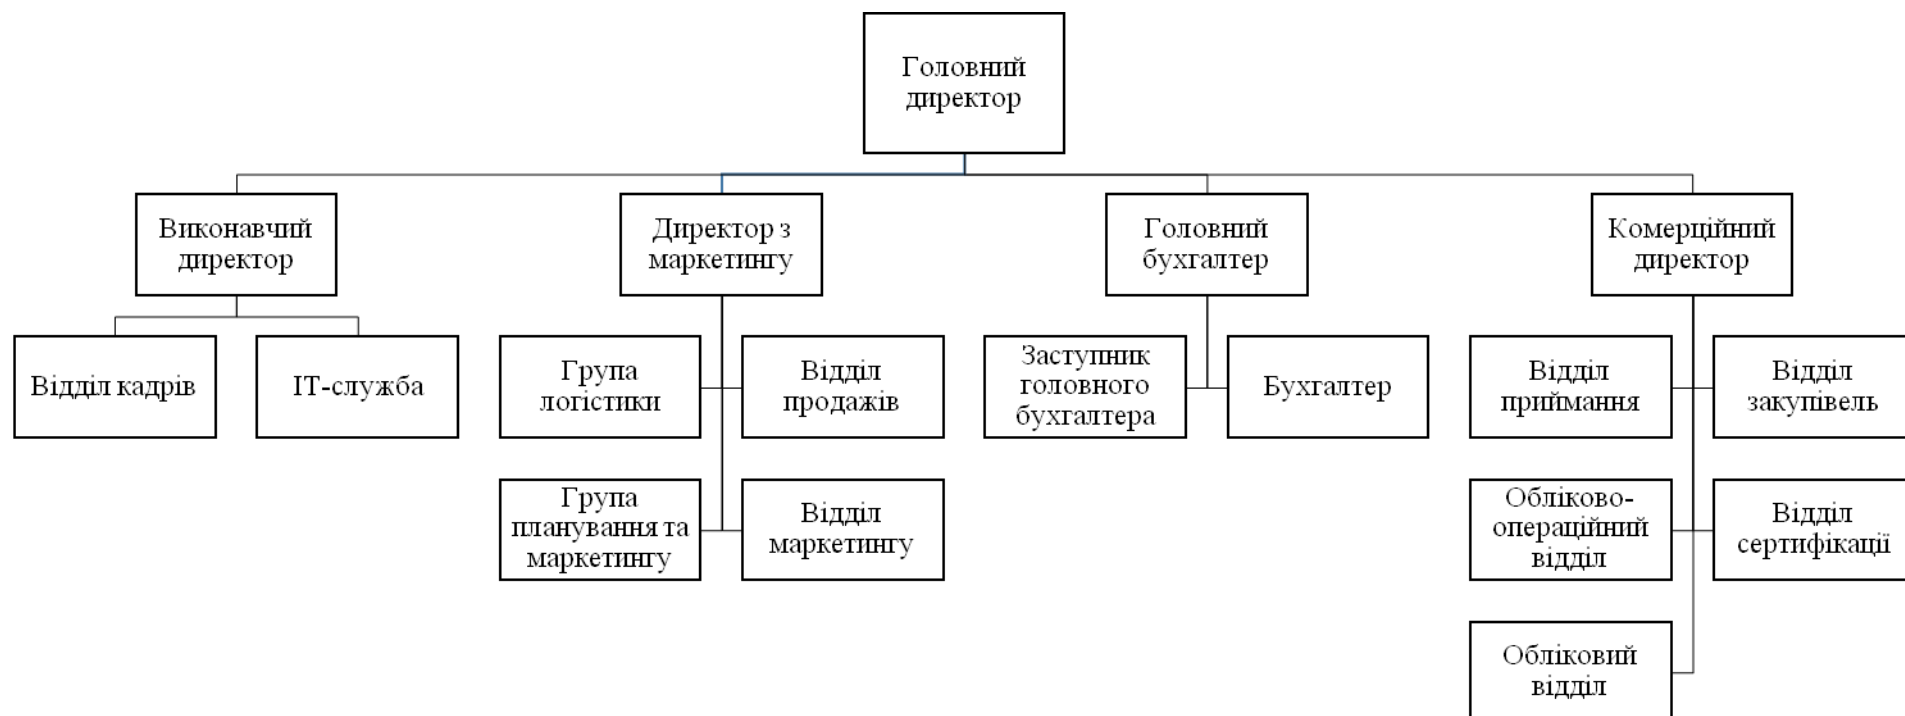 Головний
директор
Виконавчий
директор
Директор з
маркетингу
Головний
бухгалтер
Комерційний
директор
Відділ кадрів
ІТ-служба
Група
логістики
Відділ
продажів
Заступник
головного
бухгалтера
Бухгалтер
Відділ
приймання
Відділ
закупівель
Група
планування та
маркетингу
Відділ
маркетингу
Обліково-
операційний
відділ
Відділ
сертифікації
Обліковий
відділ